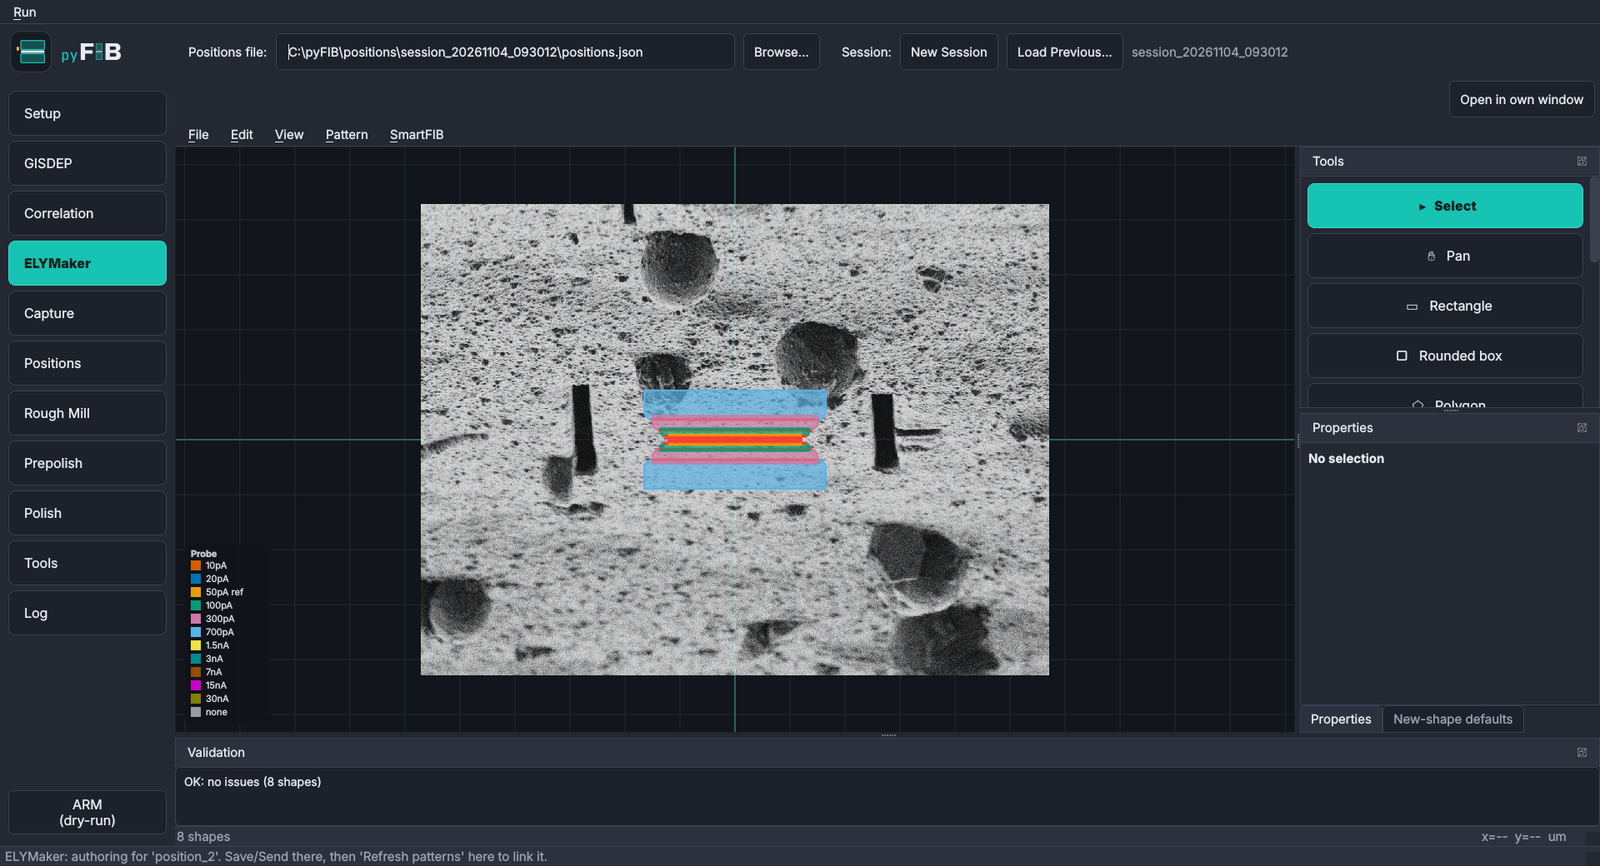 Run
pyFIB
Positions file:
C:\pyFIB\positions\session_20261104_093012\positions.json
Browse...
Session:
New Session
Load Previous...
session_20261104_093012
Open in own window
Setup
GISDEP
Correlation
ELYMaker
Capture
Positions
Rough Mill
Prepolish
Polish
Tools
Log
ARM
(dry-run)
File
Edit
View
Pattern
SmartFIB
Probe
10pA
20pA
50pA ref
100pA
300pA
700pA
1.5nA
3nA
7nA
15nA
30nA
none
Tools
Select
Pan
Rectangle
Rounded box
Polygon
Properties
No selection
Properties
New-shape defaults
Validation
OK: no issues (8 shapes)
8 shapes
x=-- y=-- um
ELYMaker: authoring for 'position_2'. Save/Send there, then 'Refresh patterns' here to link it.